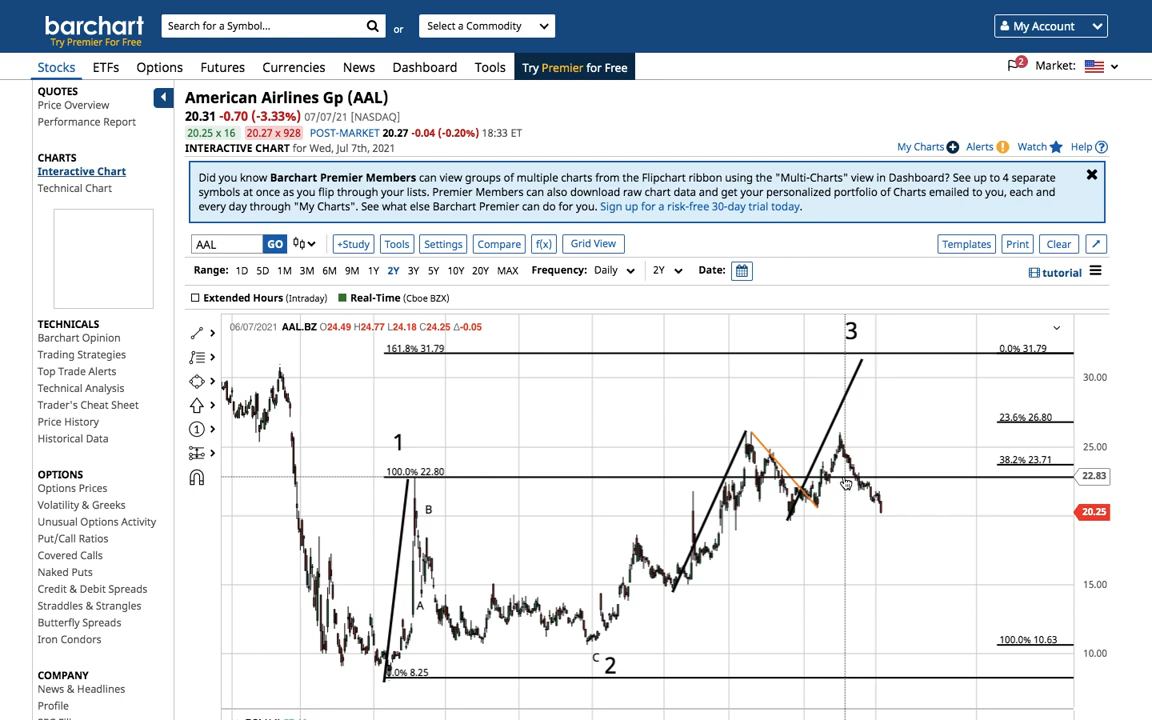 barchart
Try Premier For Free
Search for a Symbol...
or
Select a Commodity
My Account
Stocks ETFs Options Futures Currencies News Dashboard Tools Try Premier for Free
2 Market:
QUOTES
Price Overview
Performance Report
CHARTS
Interactive Chart
Technical Chart
TECHNICALS
Barchart Opinion
Trading Strategies
Top Trade Alerts
Technical Analysis
Trader's Cheat Sheet
Price History
Historical Data
OPTIONS
Options Prices
Volatility & Greeks
Unusual Options Activity
Put/Call Ratios
Covered Calls
Naked Puts
Credit & Debit Spreads
Straddles & Strangles
Butterfly Spreads
Iron Condors
COMPANY
News & Headlines
Profile
American Airlines Gp (AAL)
20.31 -0.70 (-3.33%) 07/07/21 [NASDAQ]
20.25 x 16 20.27 x 928 POST-MARKET 20.27 -0.04 (-0.20%) 18:33 ET
INTERACTIVE CHART for Wed, Jul 7th, 2021
My Charts Alerts Watch Help
Did you know Barchart Premier Members can view groups of multiple charts from the Flipchart ribbon using the "Multi-Charts" view in Dashboard? See up to 4 separate
symbols at once as you flip through your lists. Premier Members can also download raw chart data and get your personalized portfolio of Charts emailed to you, each and
every day through "My Charts". See what else Barchart Premier can do for you. Sign up for a risk-free 30-day trial today.
AAL GO +Study Tools Settings Compare f(x) Grid View Templates Print Clear
Range: 1D 5D 1M 3M 6M 9M 1Y 2Y 3Y 5Y 10Y 20Y MAX Frequency: Daily 2Y Date:
tutorial
Extended Hours (Intraday) Real-Time (Cboe BZX)
06/07/2021 AAL.BZ O24.49 H24.77 L24.18 C24.25 Δ-0.05
3
161.8% 31.79
0.0% 31.79
30.00
23.6% 26.80
1
25.00
38.2% 23.71
100.0% 22.80
22.83
B
20.25
15.00
A
100.0% 10.63
C 2
10.00
0.0% 8.25